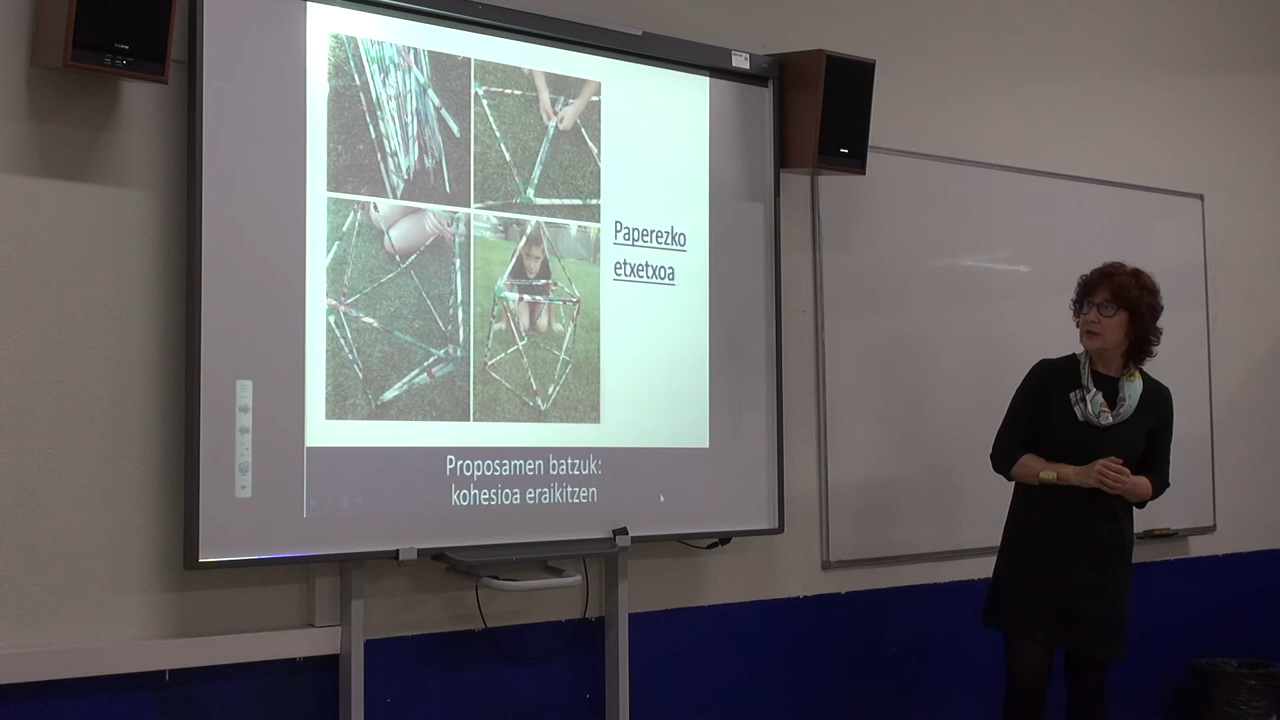 Paperezko
etxetxoa
Proposamen batzuk:
kohesioa eraikitzen